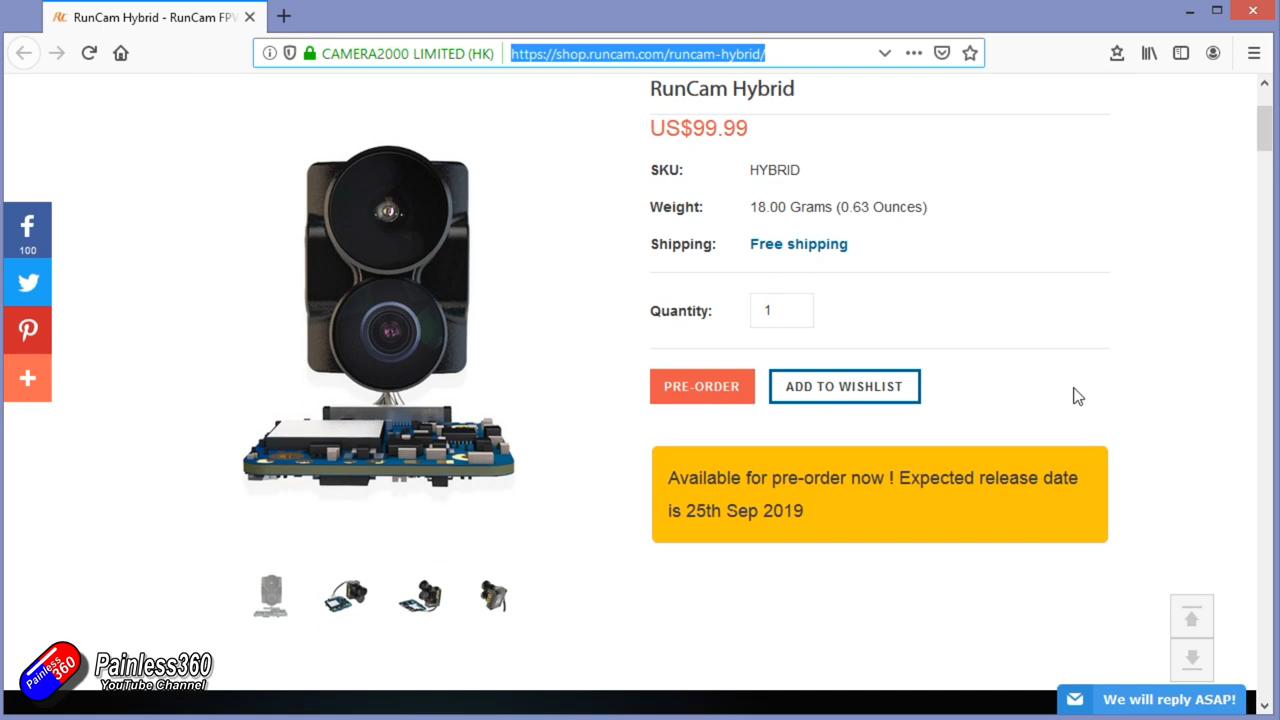 RC RunCam Hybrid - RunCam FPV
CAMERA2000 LIMITED (HK) https://shop.runcam.com/runcam-hybrid/
RunCam Hybrid
US$99.99
SKU: HYBRID
Weight: 18.00 Grams (0.63 Ounces)
Shipping: Free shipping
100
Quantity: 1
PRE-ORDER ADD TO WISHLIST
Available for pre-order now ! Expected release date
is 25th Sep 2019
Painless
360
Painless360
YouTube Channel
We will reply ASAP!